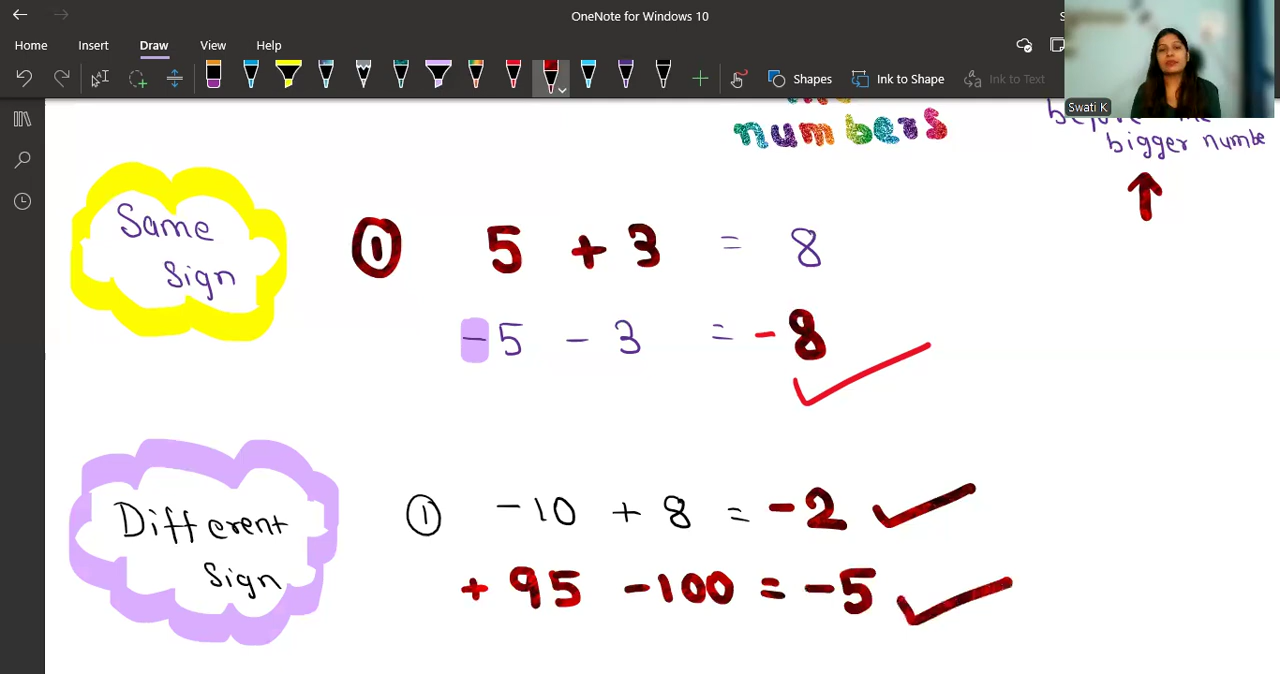 OneNote for Windows 10
Home Insert Draw View Help
Shapes Ink to Shape Ink to Text
Swati K
numbers
bigger numbe
Same
Sign
① 5 + 3 = 8
-5 - 3 = -8
Different
Sign
① -10 + 8 = -2
+ 95 -100 = -5